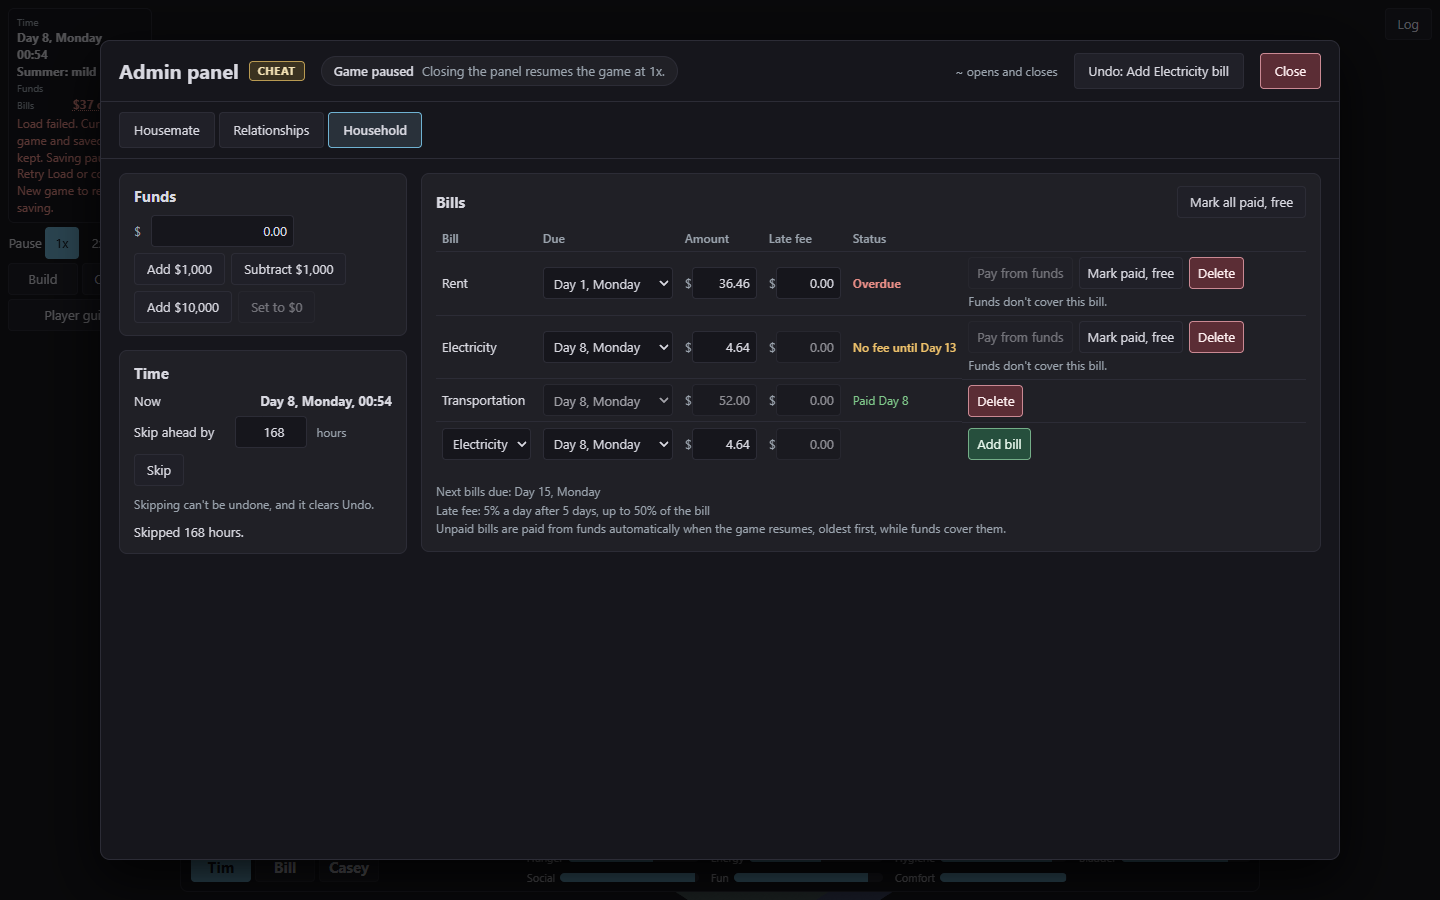 Time
Day 8, Monday
00:54
Summer: mild
Funds
Bills $37
Load failed.
game and saved
kept. Saving
Retry Load or
New game to
saving.
Pause 1x
Build
Player
Log
Admin panel CHEAT Game paused Closing the panel resumes the game at 1x. ~ opens and closes Undo: Add Electricity bill Close
Housemate Relationships Household
Funds
$ 0.00
Add $1,000 Subtract $1,000
Add $10,000 Set to $0
Time
Now Day 8, Monday, 00:54
Skip ahead by 168 hours
Skip
Skipping can't be undone, and it clears Undo.
Skipped 168 hours.
Bills Mark all paid, free
Bill Due Amount Late fee Status
Rent Day 1, Monday $ 36.46 $ 0.00 Overdue Pay from funds Mark paid, free Delete
Funds don't cover this bill.
Electricity Day 8, Monday $ 4.64 $ 0.00 No fee until Day 13 Pay from funds Mark paid, free Delete
Funds don't cover this bill.
Transportation Day 8, Monday $ 52.00 $ 0.00 Paid Day 8 Delete
Electricity Day 8, Monday $ 4.64 $ 0.00 Add bill
Next bills due: Day 15, Monday
Late fee: 5% a day after 5 days, up to 50% of the bill
Unpaid bills are paid from funds automatically when the game resumes, oldest first, while funds cover them.
Tim Bill Casey
Social Fun Comfort